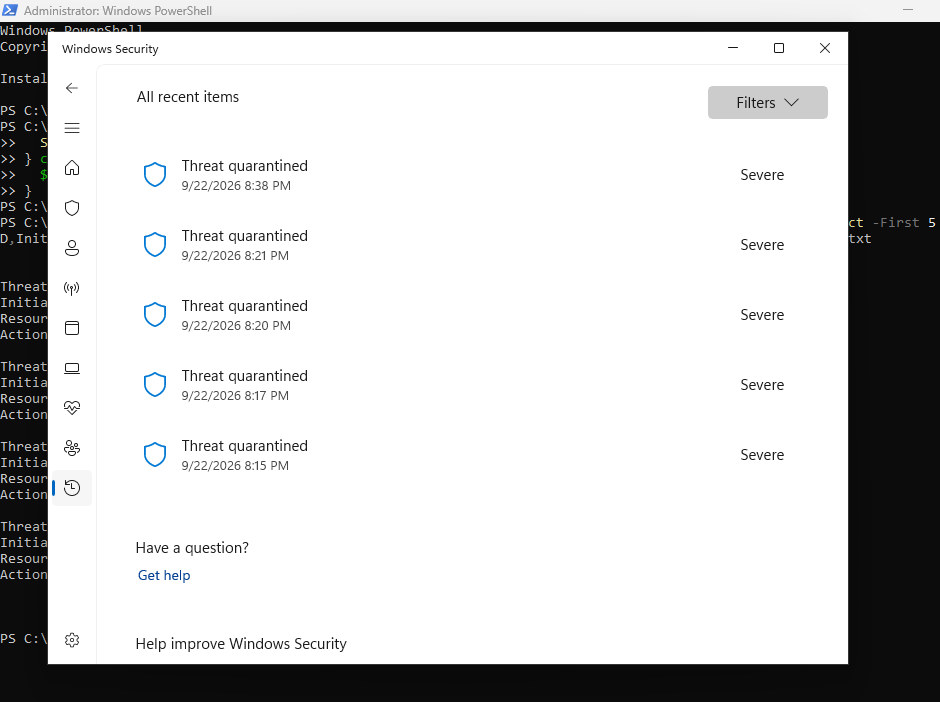 Administrator: Windows PowerShell
Windows PowerShell
Copyri
Instal
PS C:\
PS C:\
>> S
>> } c
>> $
>> }
PS C:\
PS C:\
ct -First 5
D,Init
txt
Threat
Initia
Resour
Action
Threat
Initia
Resour
Action
Threat
Initia
Resour
Action
Threat
Initia
Resour
Action
PS C:\
Windows Security
All recent items
Filters
Threat quarantined
9/22/2026 8:38 PM
Severe
Threat quarantined
9/22/2026 8:21 PM
Severe
Threat quarantined
9/22/2026 8:20 PM
Severe
Threat quarantined
9/22/2026 8:17 PM
Severe
Threat quarantined
9/22/2026 8:15 PM
Severe
Have a question?
Get help
Help improve Windows Security